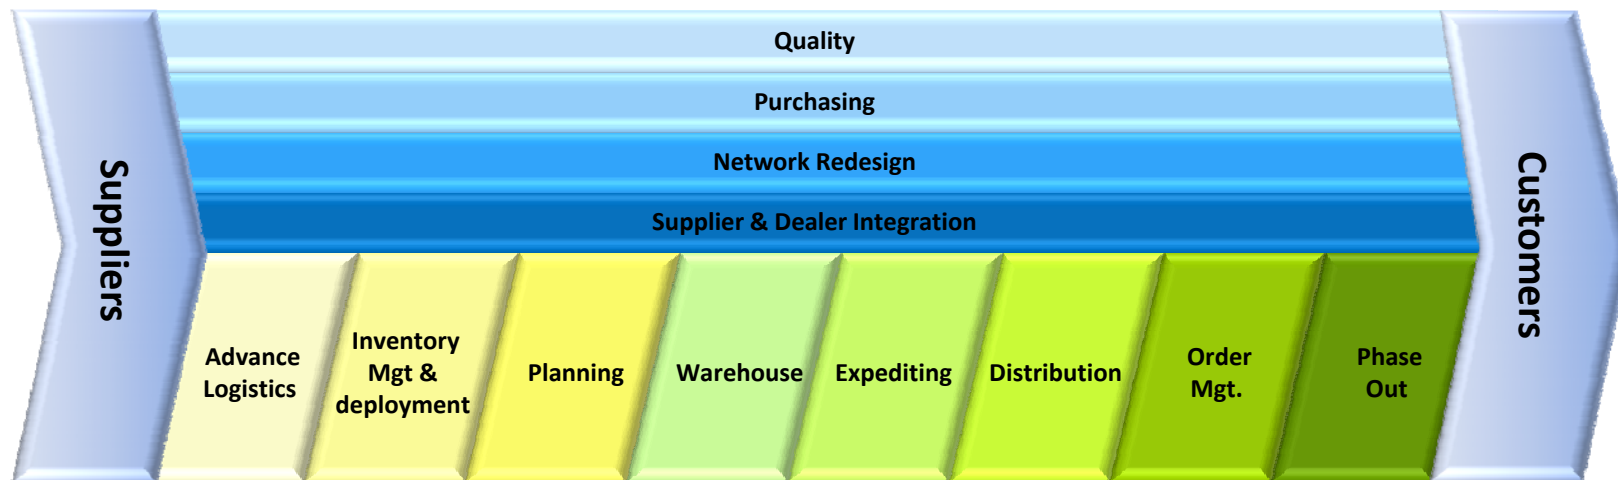 Suppliers
Quality
Purchasing
Network Redesign
Supplier & Dealer Integration
Advance
Logistics
Inventory
Mgt &
deployment
Planning
Warehouse
Expediting
Distribution
Order
Mgt.
Phase
Out
Customers